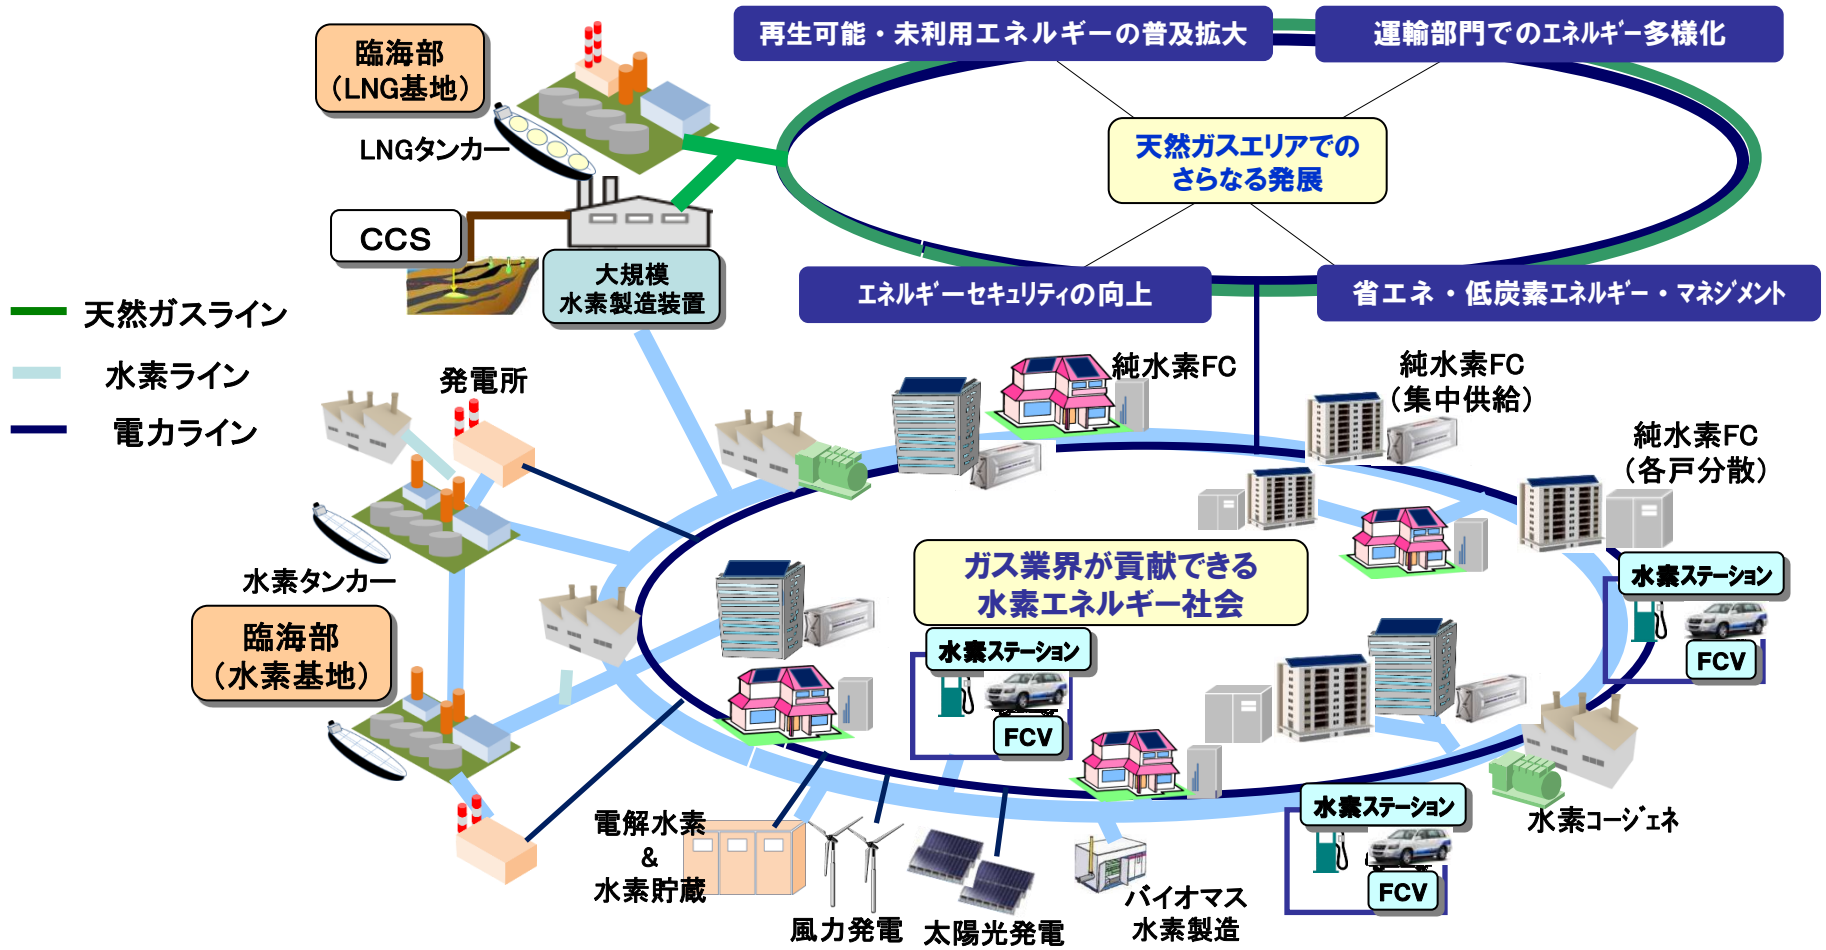 再生可能・未利用エネルギーの普及拡大
運輸部門でのエネルギー多様化
臨海部
（LNG基地）
LNGタンカー
天然ガスエリアでの
さらなる発展
CCS
大規模
水素製造装置
エネルギーセキュリティの向上
省エネ・低炭素エネルギー・マネジメント
天然ガスライン
水素ライン
電力ライン
発電所
純水素FC
純水素FC
（集中供給）
純水素FC
（各戸分散）
水素タンカー
臨海部
（水素基地）
ガス業界が貢献できる
水素エネルギー社会
水素ステーション
FCV
水素ステーション
FCV
水素ステーション
FCV
水素コージェネ
電解水素
&
水素貯蔵
風力発電
太陽光発電
バイオマス
水素製造